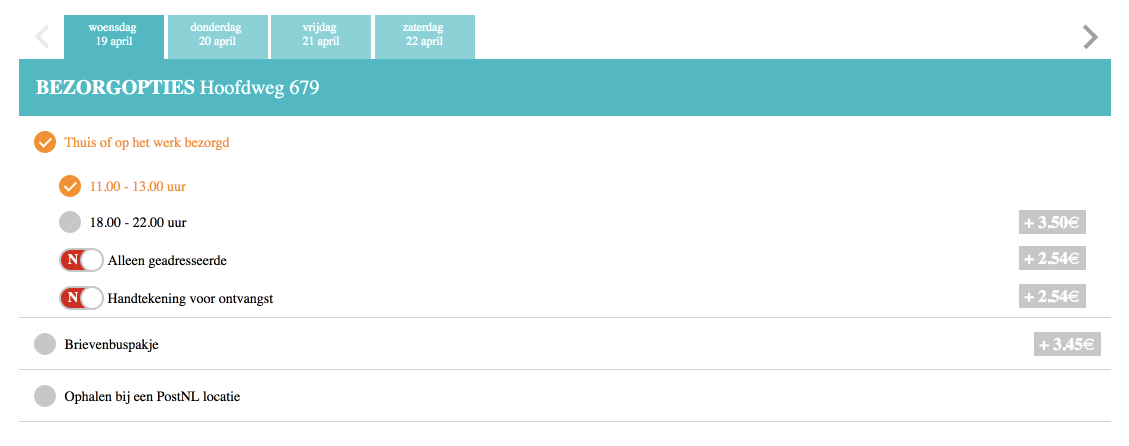 woensdag
19 april
donderdag
20 april
vrijdag
21 april
zaterdag
22 april
BEZORGOPTIES Hoofdweg 679
Thuis of op het werk bezorgd
11.00 - 13.00 uur
18.00 - 22.00 uur + 3.50€
N Alleen geadresseerde + 2.54€
N Handtekening voor ontvangst + 2.54€
Brievenbuspakje + 3.45€
Ophalen bij een PostNL locatie